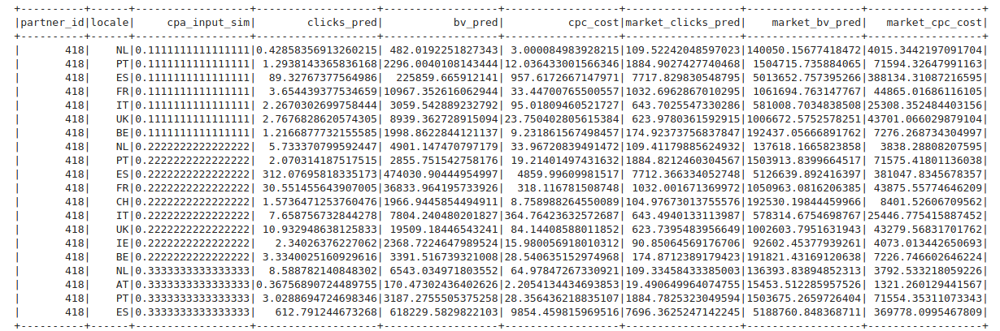 +----------+------+------------------+-------------------+------------------+------------------+------------------+------------------+------------------+
|partner_id|locale|     cpa_input_sim|        clicks_pred|           bv_pred|          cpc_cost|market_clicks_pred|    market_bv_pred|   market_cpc_cost|
+----------+------+------------------+-------------------+------------------+------------------+------------------+------------------+------------------+
|       418|    NL|0.1111111111111111|0.42858356913260215| 482.0192251827343| 3.000084983928215|109.52242048597023|140050.15677418472|4015.3442197091704|
|       418|    PT|0.1111111111111111| 1.2938143365836168|2296.0040108143444|12.036433001566346|1884.9027427740468| 1504715.735884065| 71594.32647991163|
|       418|    ES|0.1111111111111111|  89.32767377564986|  225859.665912141| 957.6172667147971| 7717.829830548795| 5013652.757395266|388134.31087216595|
|       418|    FR|0.1111111111111111|  3.654439377534659|10967.352616062944| 33.44700765500557|1032.6962867010295| 1061694.763147767| 44865.01686116105|
|       418|    IT|0.1111111111111111| 2.2670302699758444| 3059.542889232792| 95.01809460521727| 643.7025547330286| 581008.7034838508|25308.352484403156|
|       418|    UK|0.1111111111111111| 2.7676828620574305| 8939.362728915094|23.750402805615384| 623.9780361592915|1006672.5752578251|43701.066029879104|
|       418|    BE|0.1111111111111111| 1.2166877732155585|1998.8622844121137| 9.231861567498457|174.92373756837847|192437.05666891762| 7276.268734304997|
|       418|    NL|0.2222222222222222|  5.733370799592447| 4901.147470797179| 33.96720839491472|109.41179885624932| 137618.1665823858|  3838.28808207595|
|       418|    PT|0.2222222222222222|  2.070314187517515| 2855.751542758176| 19.21401497431632|1884.8212460304567|1503913.8399664517| 71575.41801136038|
|       418|    ES|0.2222222222222222| 312.07695818335173|474030.90444954997|  4859.99609981517| 7712.366334052748| 5126639.892416397| 381047.8345678357|
|       418|    FR|0.2222222222222222| 30.551455643907005|36833.964195733926|  318.116781508748| 1032.001671369972|1050963.0816206385| 43875.55774646209|
|       418|    CH|0.2222222222222222| 1.5736471253760476|1966.9445854494911| 8.758988264550089|104.97673013755576|192530.19844459966|  8401.52606709562|
|       418|    IT|0.2222222222222222|  7.658756732844278| 7804.240480201827|364.76423632572687| 643.4940133113987| 578314.6754698767|25446.775415887452|
|       418|    UK|0.2222222222222222| 10.932948638125833| 19509.18446543241| 84.14408588011852| 623.7395483956649|1002603.7951631943| 43279.56831701762|
|       418|    IE|0.2222222222222222|   2.34026376227062|2368.7224647989524|15.980056918010312| 90.85064569176706| 92602.45377939261| 4073.013442650693|
|       418|    BE|0.2222222222222222| 3.3340025160929616| 3391.516739321008|28.540635152974968| 174.8712389179423|191821.43169120638| 7226.746602646224|
|       418|    NL|0.3333333333333333|  8.588782140848302| 6543.034971803552| 64.97847267330921|109.33458433385003| 136393.8389485231 3| 3792.533218059226|
|       418|    AT|0.3333333333333333|0.36756890724489755|170.47302436402626|2.2054134434693853|19.490649964074755|15453.512285957526| 1321.260129441567|
|       418|    PT|0.3333333333333333| 3.0288694724698346|3187.2755505375258|28.356436218835107|1884.7825323049594|1503675.2659726404| 71554.35311073343|
|       418|    ES|0.3333333333333333|   612.791244673268| 618229.5829822103| 9854.459815969516|7696.3625247142245| 5188760.848368711| 369778.0995467809|
+----------+------+------------------+-------------------+------------------+------------------+------------------+------------------+------------------+